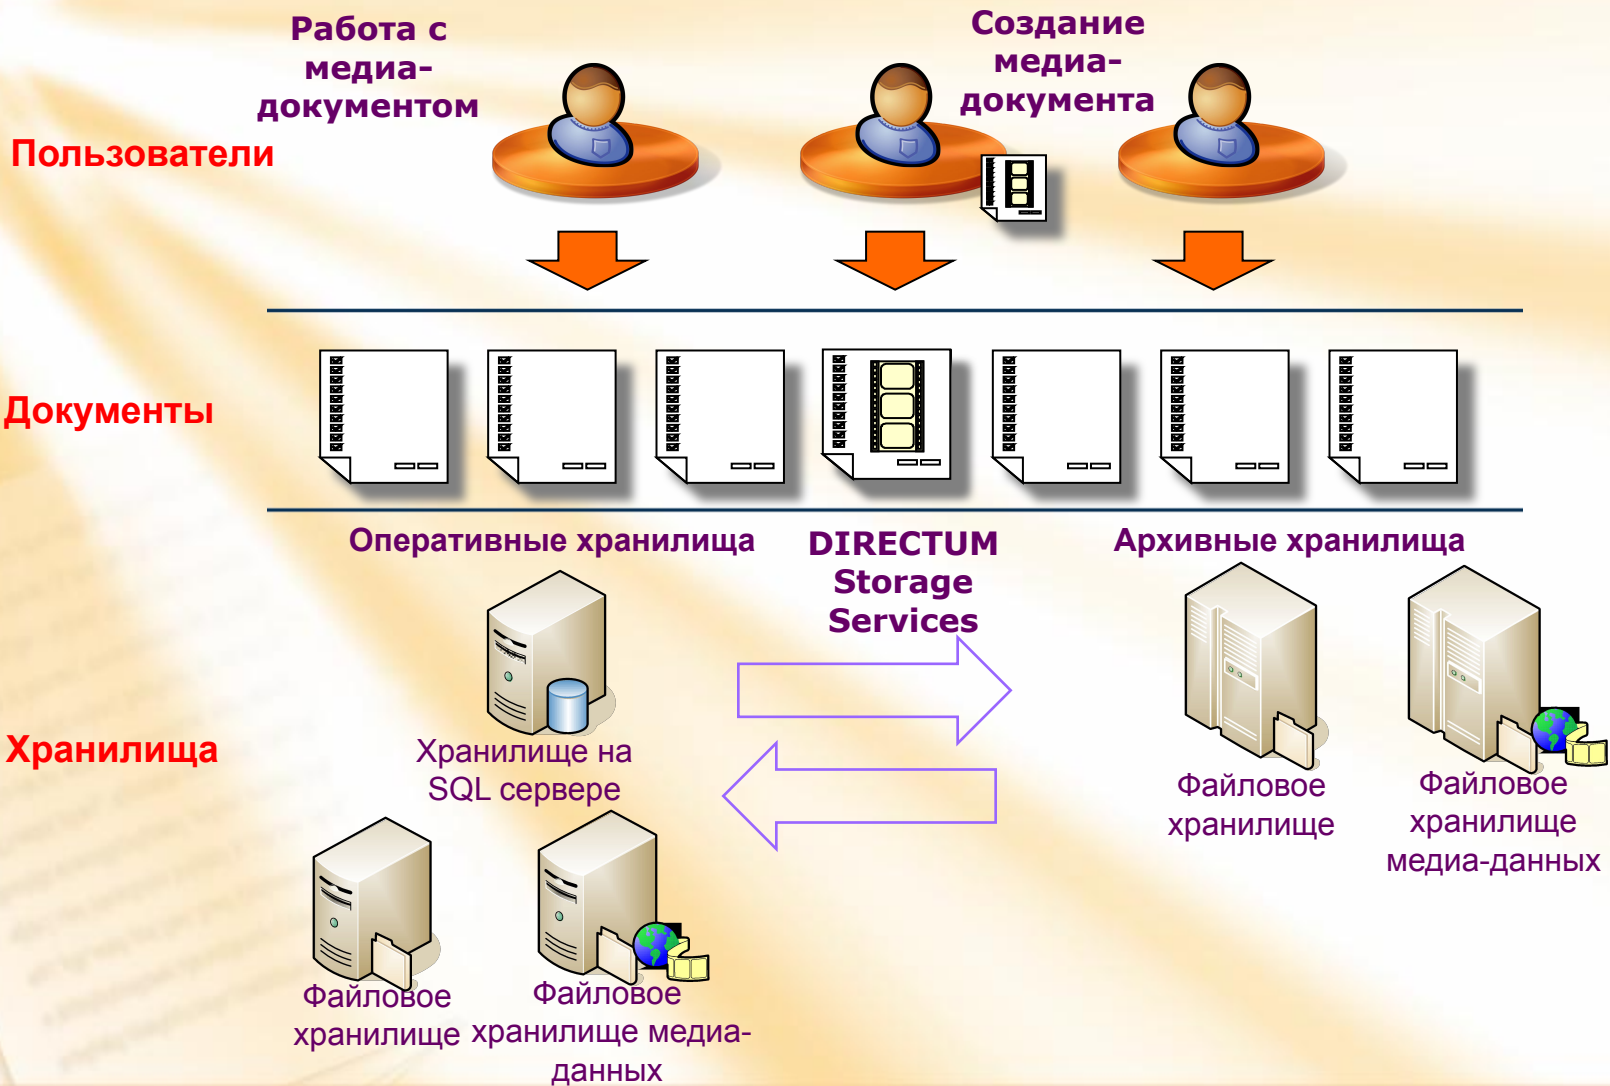 Работа с
медиа-
документом
Создание
медиа-
документа
Пользователи
Документы
Оперативные хранилища
DIRECTUM
Storage
Services
Архивные хранилища
Хранилища
Хранилище на
SQL сервере
Файловое
хранилище
Файловое
хранилище
медиа-данных
Файловое
хранилище
Файловое
хранилище медиа-
данных